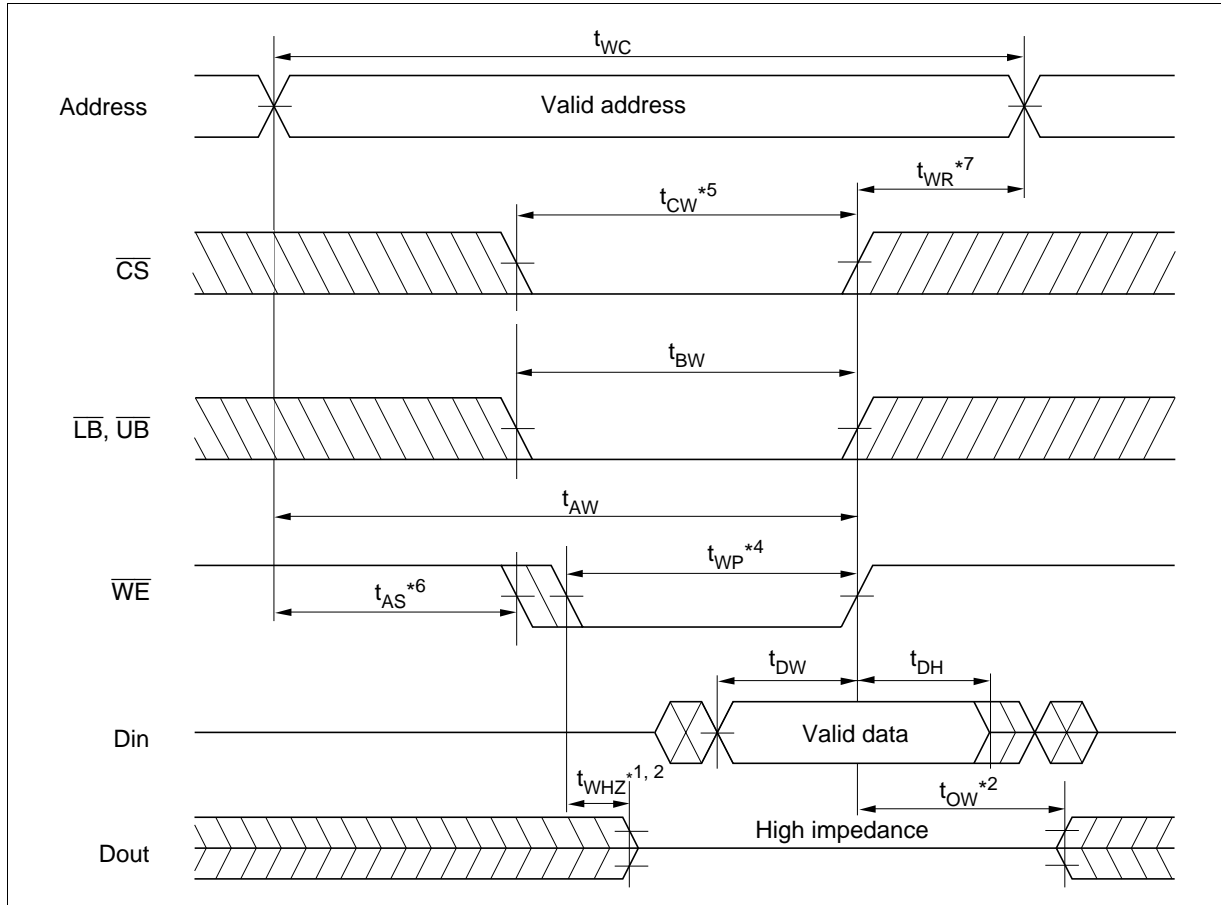 tWC
Address
Valid address
tWR*7
tCW*5
CS
tBW
LB, UB
tAW
tWP*4
WE
tAS*6
tDW
tDH
Din
Valid data
tWHZ*1, 2
tOW*2
High impedance
Dout